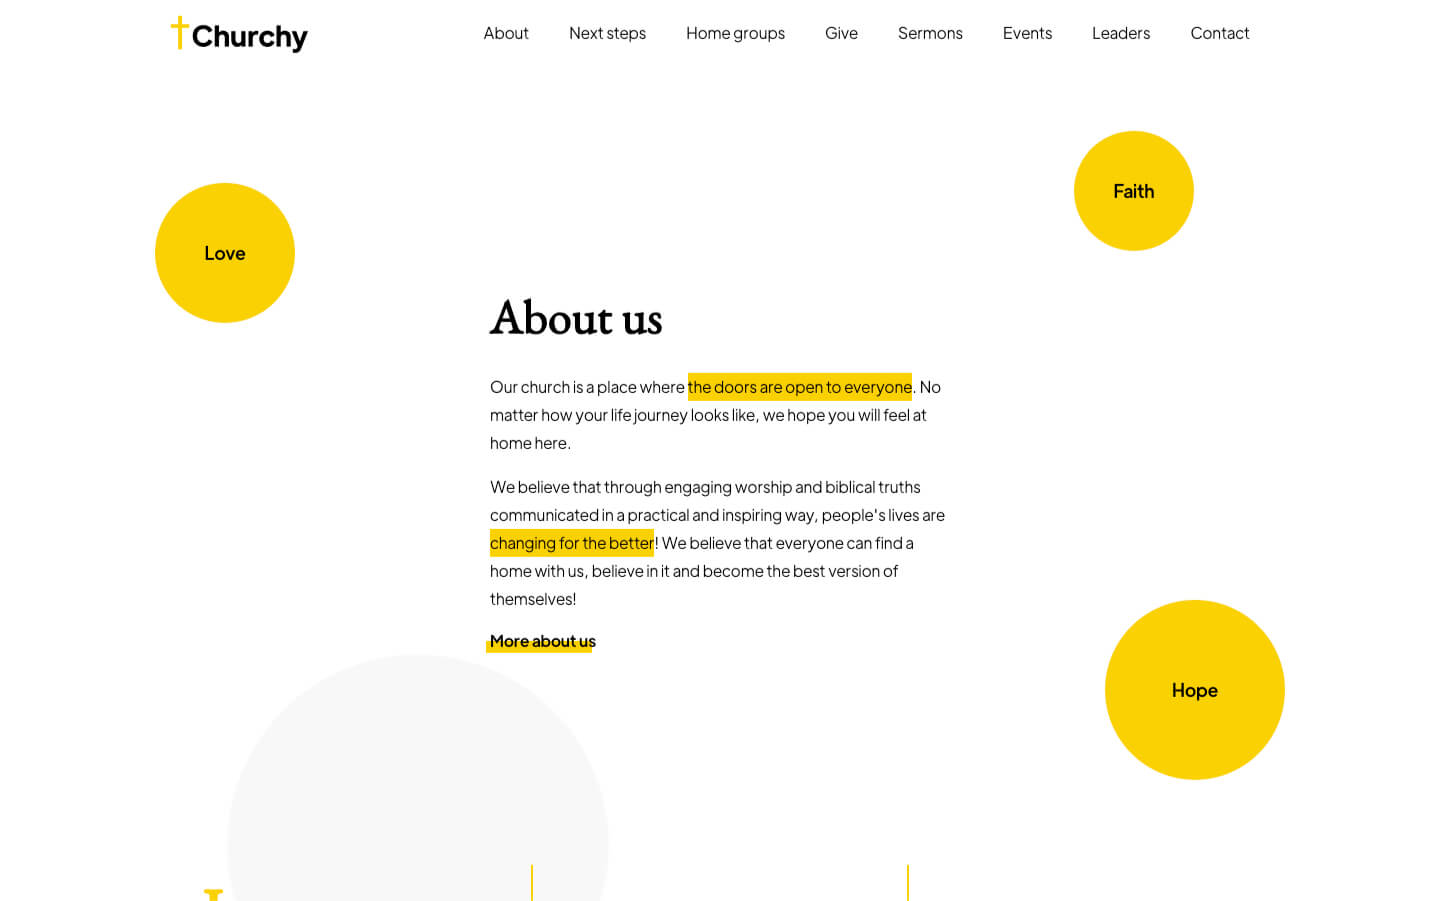 Churchy
About Next steps Home groups Give Sermons Events Leaders Contact
Faith
Love
About us
Our church is a place where the doors are open to everyone. No
matter how your life journey looks like, we hope you will feel at
home here.
We believe that through engaging worship and biblical truths
communicated in a practical and inspiring way, people's lives are
changing for the better! We believe that everyone can find a
home with us, believe in it and become the best version of
themselves!
More about us
Hope